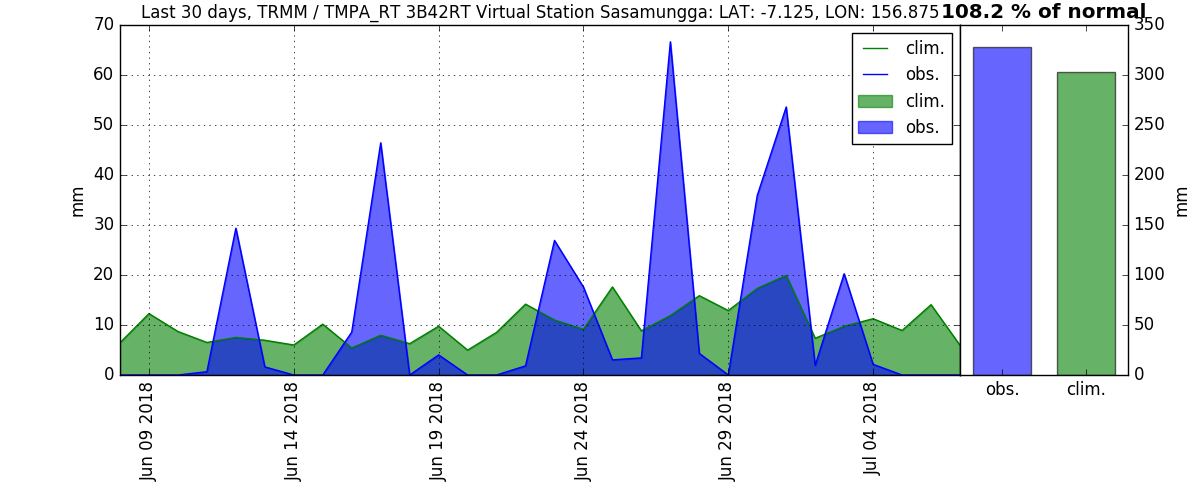 Last 30 days, TRMM / TMPA_RT 3B42RT Virtual Station Sasamungga: LAT: -7.125, LON: 156.875
108.2 % of normal
70
60
50
40
30
20
10
0
mm
clim.
obs.
clim.
obs.
Jun 09 2018
Jun 14 2018
Jun 19 2018
Jun 24 2018
Jun 29 2018
Jul 04 2018
350
300
250
200
150
100
50
0
mm
obs.
clim.